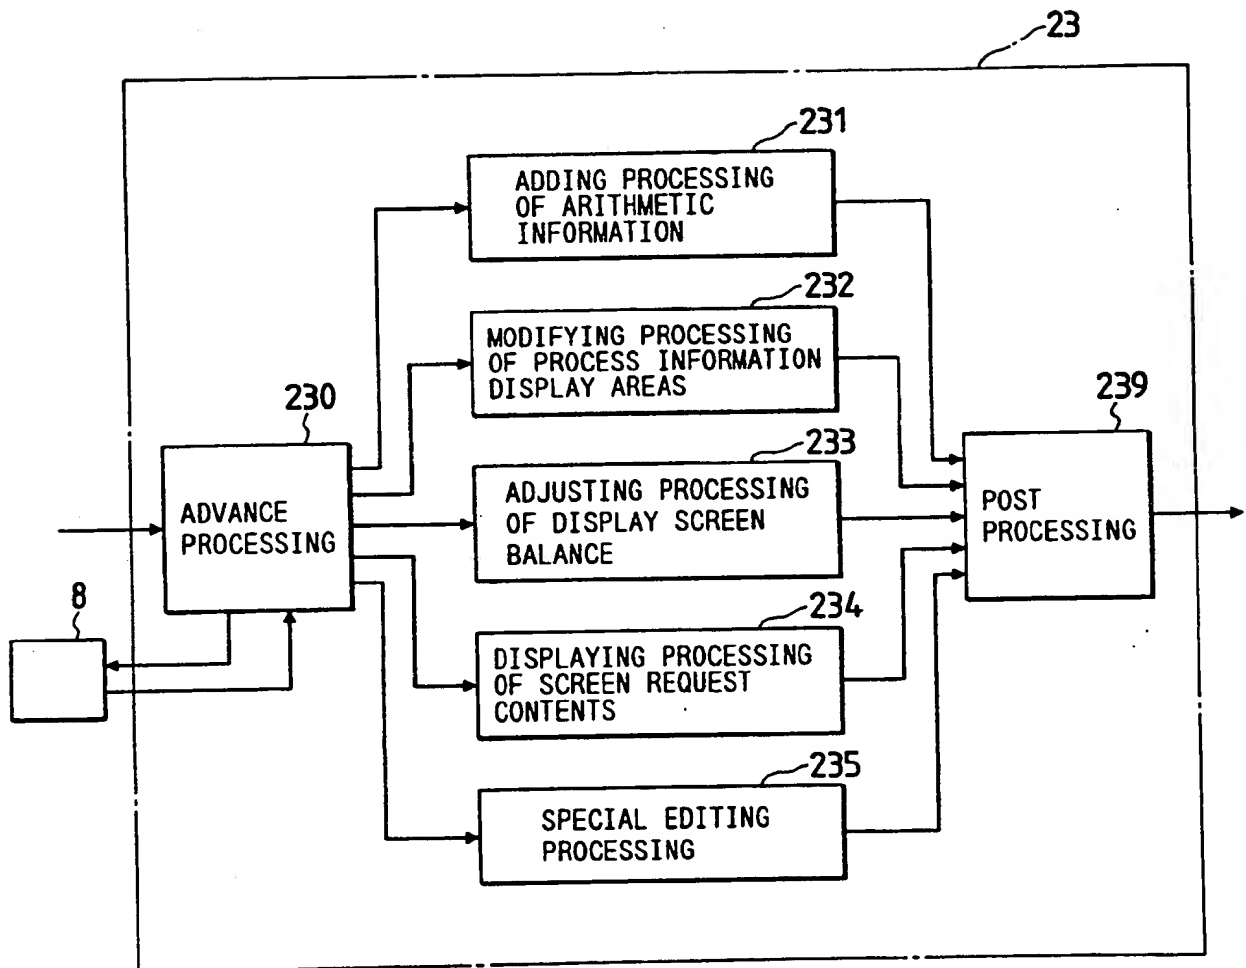 23
231
ADDING PROCESSING
OF ARITHMETIC
INFORMATION
232
MODIFYING PROCESSING
OF PROCESS INFORMATION
DISPLAY AREAS
230
ADVANCE
PROCESSING
233
ADJUSTING PROCESSING
OF DISPLAY SCREEN
BALANCE
239
POST
PROCESSING
8
234
DISPLAYING PROCESSING
OF SCREEN REQUEST
CONTENTS
235
SPECIAL EDITING
PROCESSING